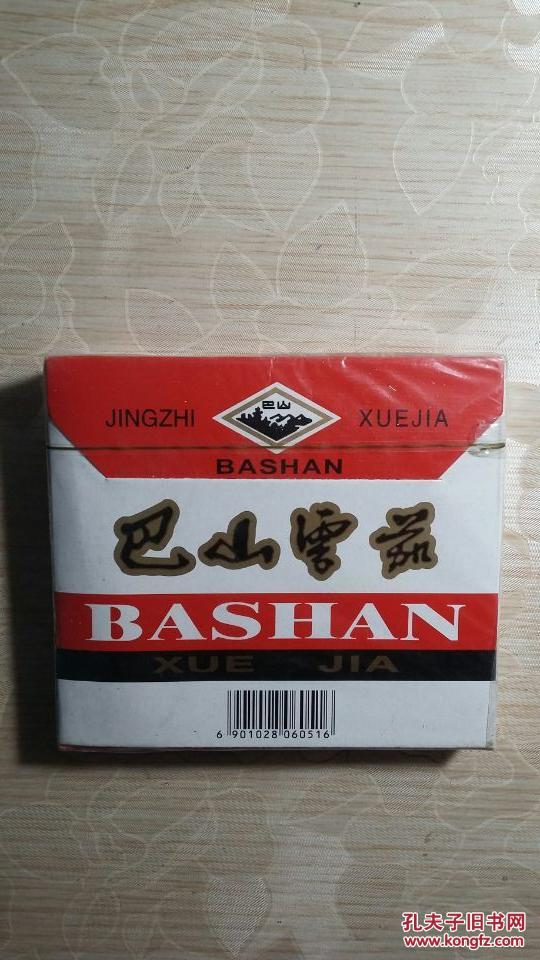 巴山
JINGZHI XUEJIA
BASHAN
巴山雪茄
BASHAN
XUE JIA
6 901028 060516
孔夫子旧书网
www.kongfz.com